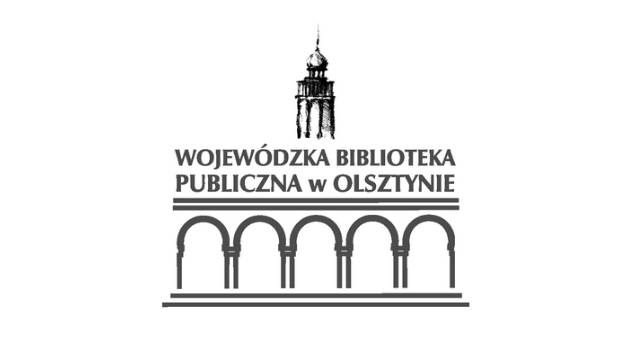 WOJEWÓDZKA BIBLIOTEKA
PUBLICZNA w OLSZTYNIE